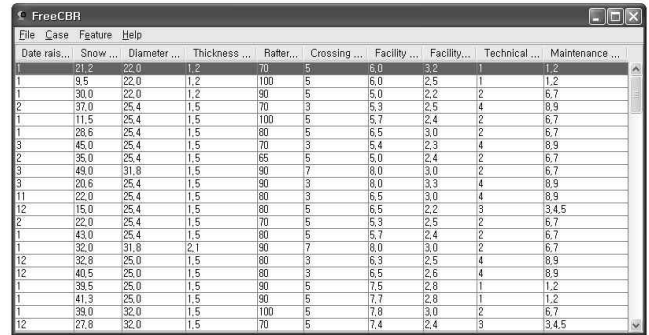 FreeCBR
File Case Feature Help
Date rais... Snow ... Diameter ... Thickness ... Rafter... Crossing ... Facility ... Facility... Technical ... Maintenance ...
1 21,2 22,0 1,2 70 5 6,0 3,2 1 1,2
1 9,5 22,0 1,2 100 5 6,0 2,5 1 1,2
1 30,0 22,0 1,2 90 5 5,0 2,2 2 6,7
2 37,0 25,4 1,5 70 3 5,3 2,5 4 8,9
1 11,5 25,4 1,5 100 5 5,7 2,4 2 6,7
1 28,6 25,4 1,5 80 5 6,5 3,0 2 6,7
3 45,0 25,4 1,5 70 3 5,4 2,3 4 8,9
2 35,0 25,4 1,5 65 5 5,0 2,4 2 6,7
3 49,0 31,8 1,5 90 7 8,0 3,0 2 6,7
3 20,6 25,4 1,5 90 3 8,0 3,3 4 8,9
11 22,0 25,4 1,5 80 3 6,5 3,0 4 8,9
12 15,0 25,4 1,5 80 5 6,5 2,2 3 3,4,5
2 22,0 25,4 1,5 70 5 5,3 2,5 2 6,7
1 43,0 25,4 1,5 80 5 5,7 2,4 2 6,7
1 32,0 31,8 2,1 90 7 8,0 3,0 2 6,7
12 32,8 25,0 1,5 80 3 6,3 2,5 4 8,9
12 40,5 25,0 1,5 80 3 6,5 2,6 4 8,9
1 39,5 25,0 1,5 90 5 7,5 2,8 1 1,2
1 41,3 25,0 1,5 90 5 7,7 2,8 1 1,2
1 39,0 32,0 1,5 100 5 7,8 3,0 2 6,7
12 27,8 32,0 1,5 70 5 7,4 2,4 3 3,4,5